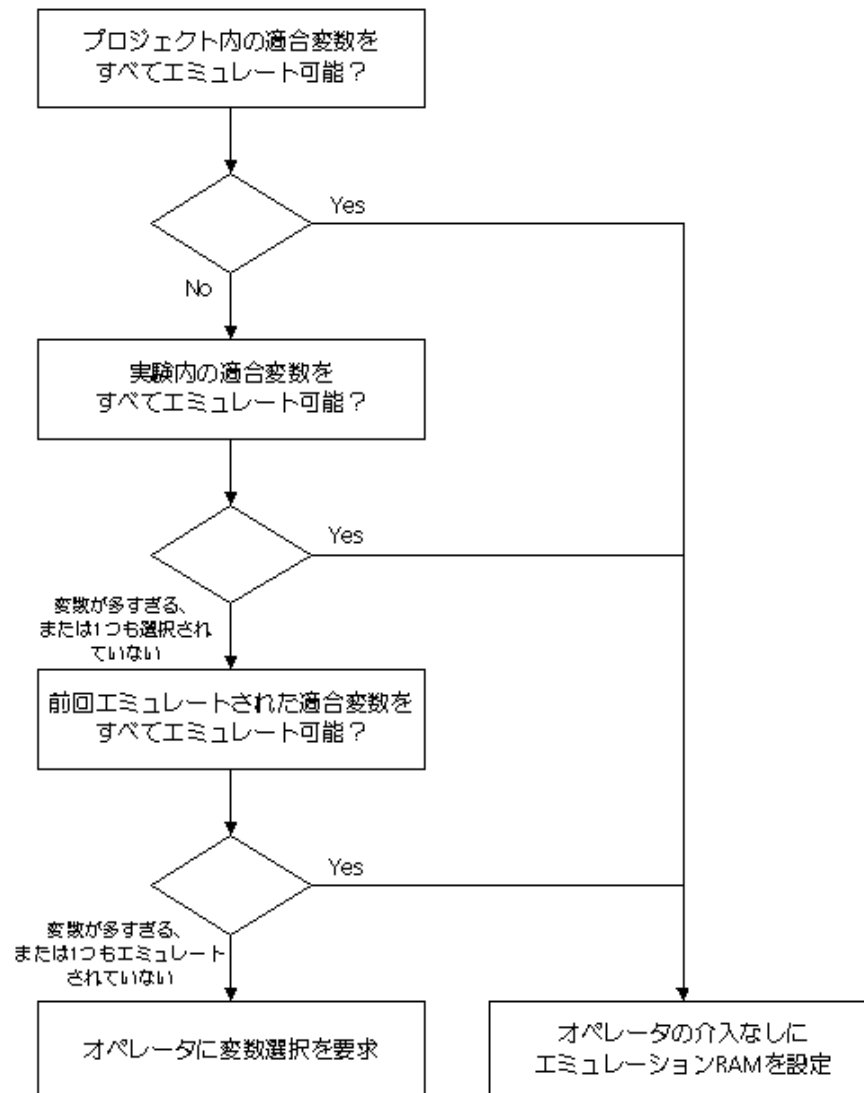 プロジェクト内の適合変数を
すべてエミュレート可能？
Yes
No
実験内の適合変数を
すべてエミュレート可能？
Yes
変数が多すぎる、
または1つも選択され
ていない
前回エミュレートされた適合変数を
すべてエミュレート可能？
Yes
変数が多すぎる、
または1つもエミュレート
されていない
オペレータに変数選択を要求
オペレータの介入なしに
エミュレーションRAMを設定